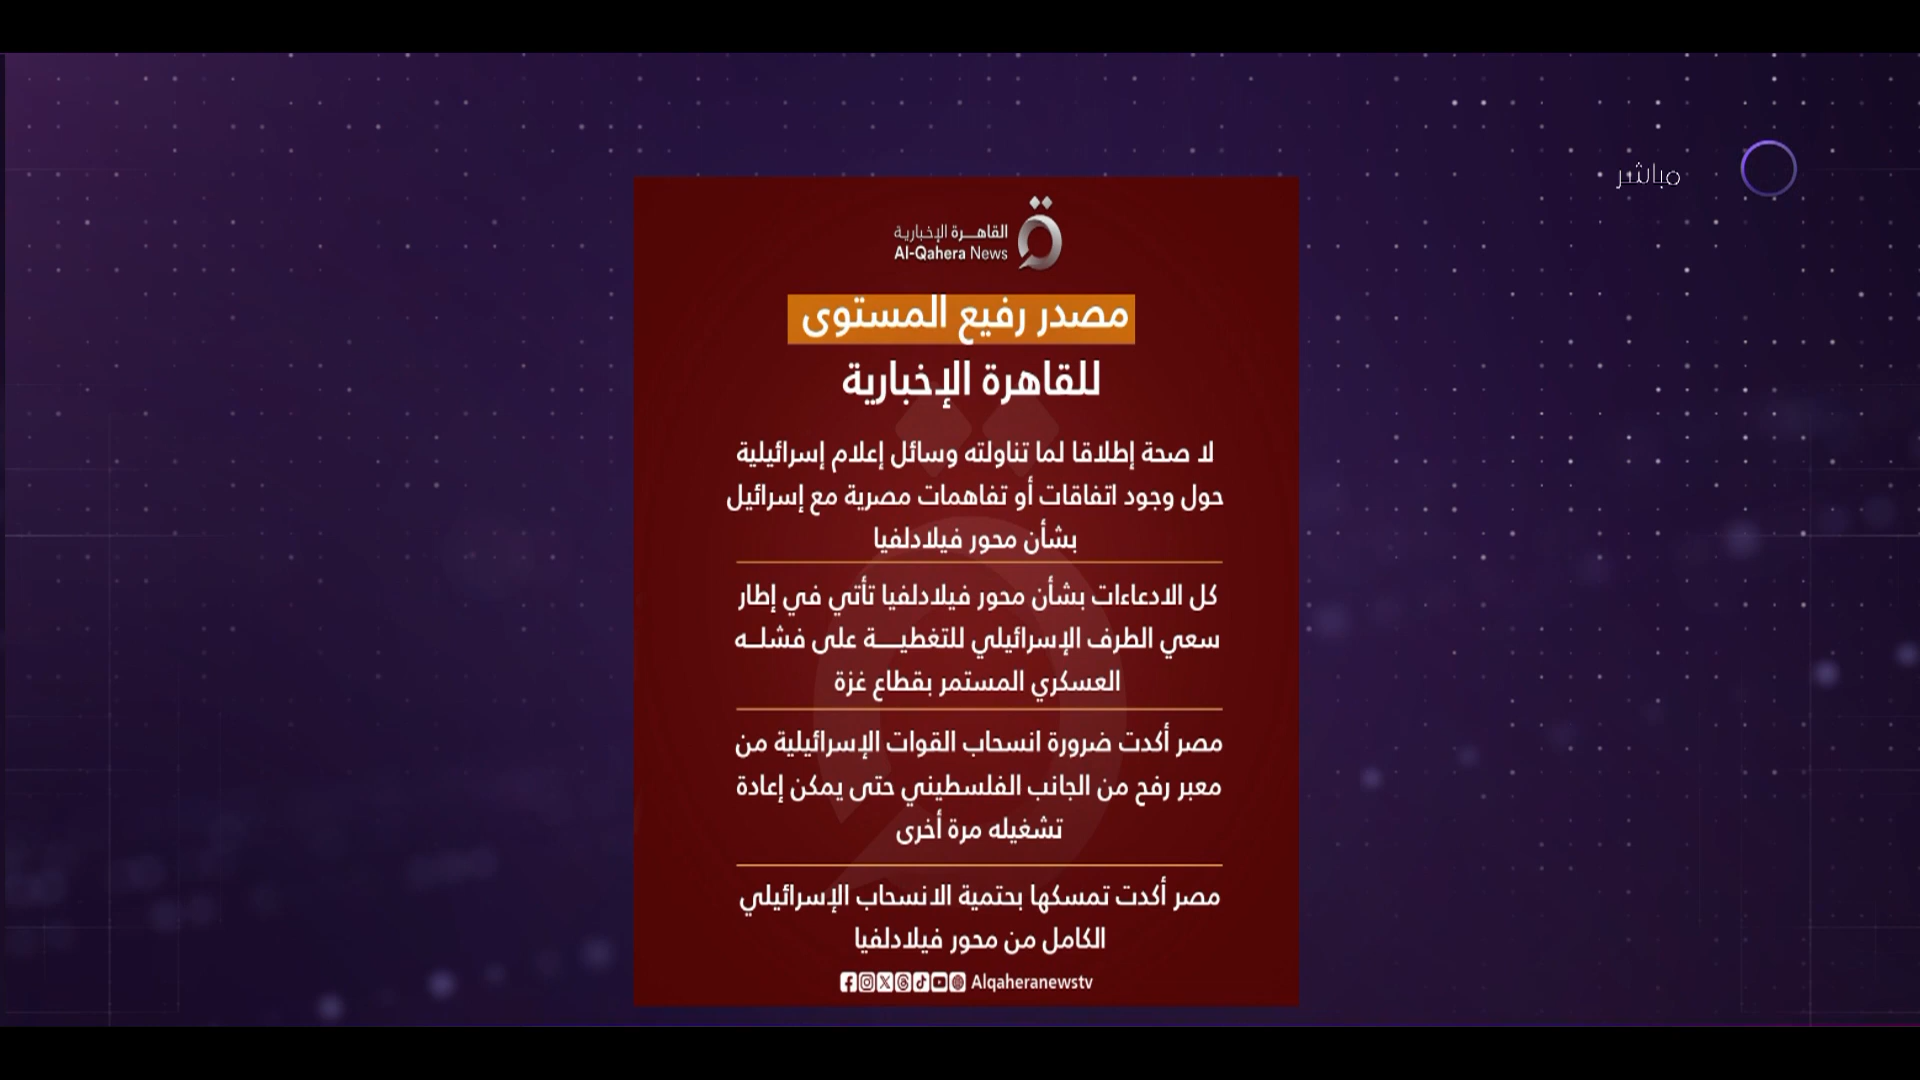 مباشر
القاهـرة الإخبارية
Al-Qahera News
مصدر رفيع المستوى
للقاهرة الإخبارية
لا صحة إطلاقا لما تناولته وسائل إعلام إسرائيلية
حول وجود اتفاقات أو تفاهمات مصرية مع إسرائيل
بشأن محور فيلادلفيا
كل الادعاءات بشأن محور فيلادلفيا تأتي في إطار
سعي الطرف الإسرائيلي للتغطيـــة على فشلــه
العسكري المستمر بقطاع غزة
مصر أكدت ضرورة انسحاب القوات الإسرائيلية من
معبر رفح من الجانب الفلسطيني حتى يمكن إعادة
تشغيله مرة أخرى
مصر أكدت تمسكها بحتمية الانسحاب الإسرائيلي
الكامل من محور فيلادلفيا
Alqaheranewstv